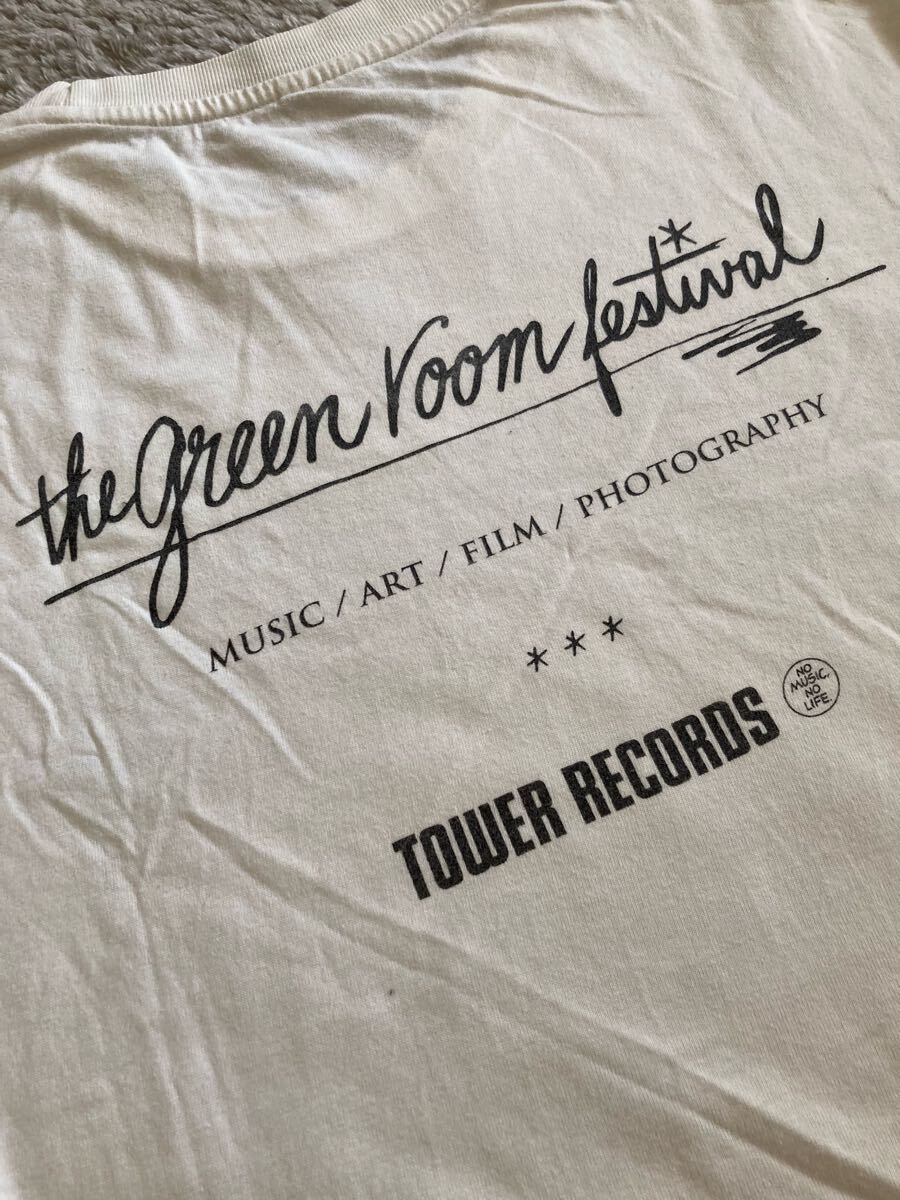 the green room festival
MUSIC / ART / FILM / PHOTOGRAPHY
* * *
TOWER RECORDS
NO
MUSIC,
NO
LIFE.